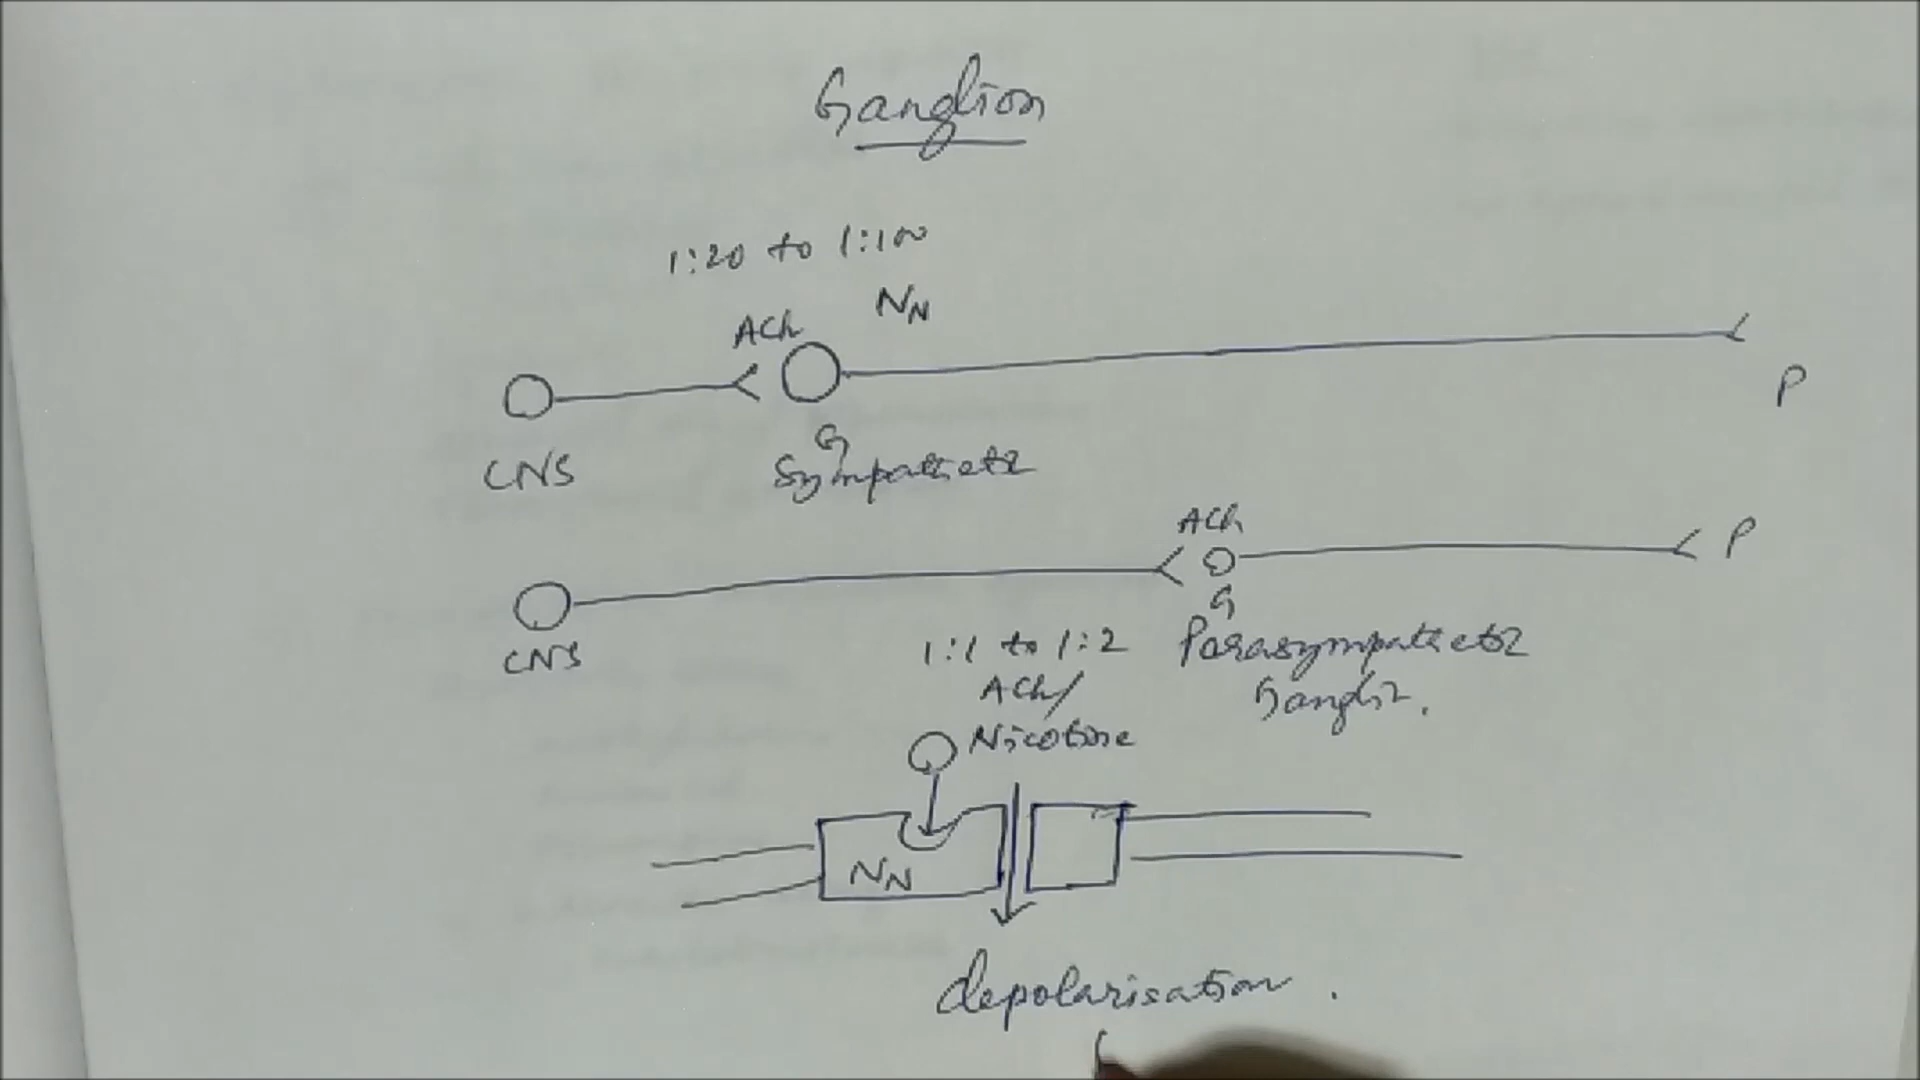 Ganglion
1:20 to 1:100
NN
ACh
P
G
CNS
Sympathetic
ACh
P
G
CNS
1:1 to 1:2
Parasympathetic
ACh/
Ganglia.
Nicotine
NN
depolarisation.